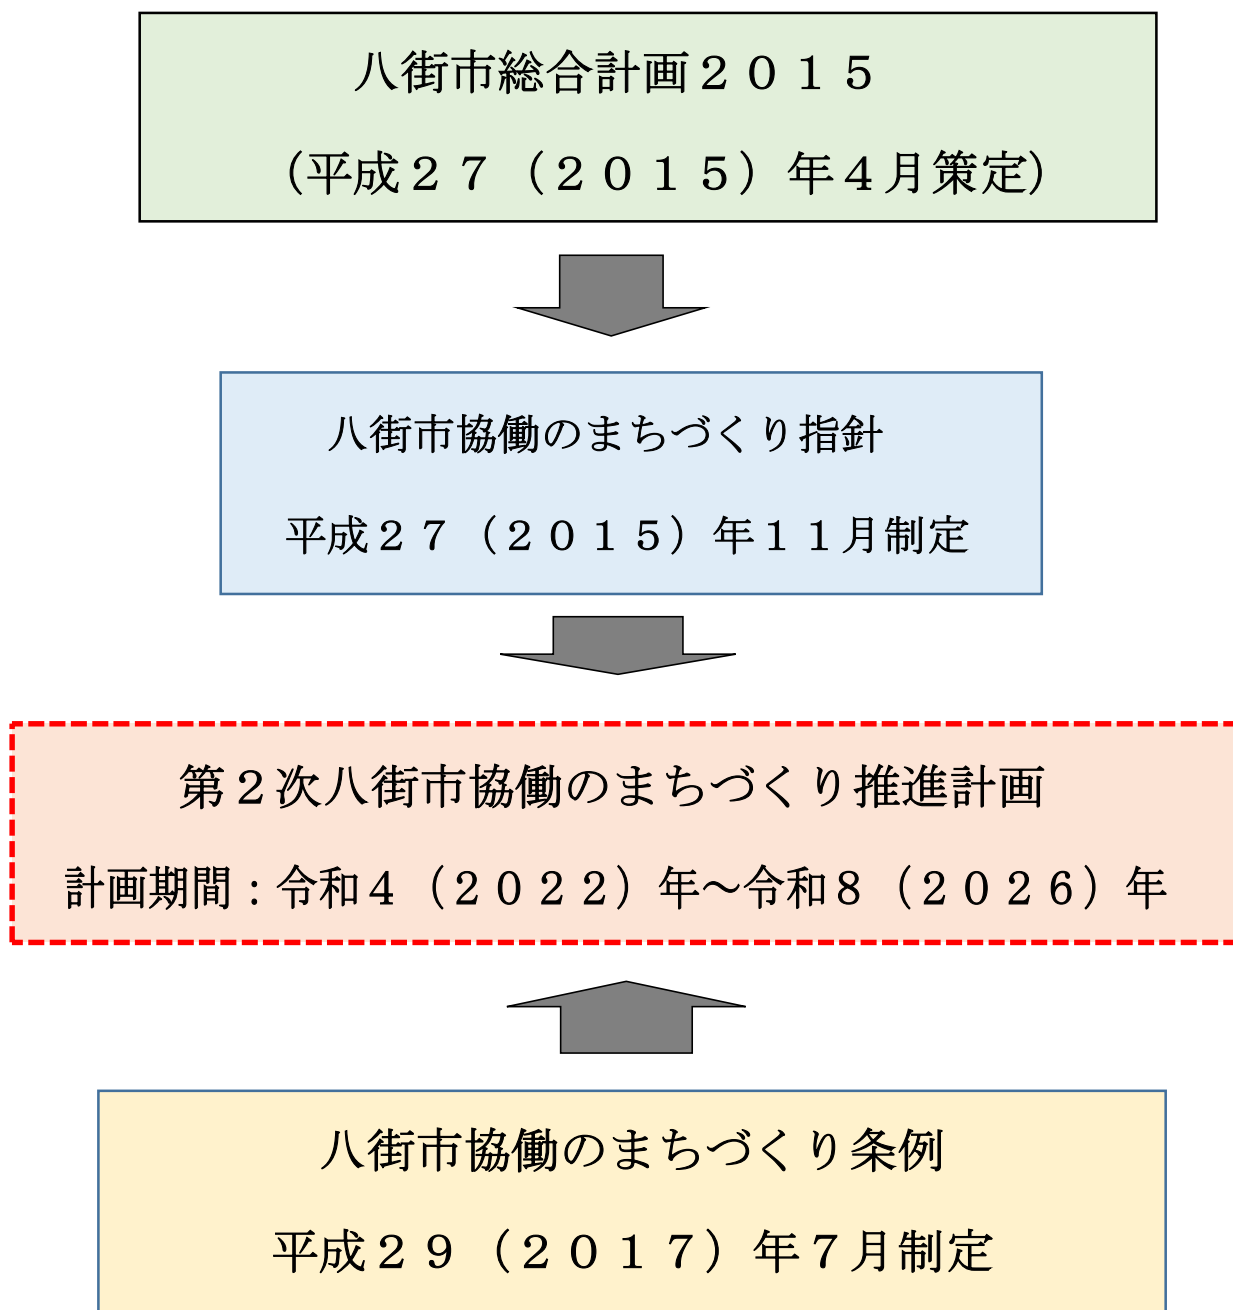 八街市総合計画２０１５
（平成２７（２０１５）年４月策定）
八街市協働のまちづくり指針
平成２７（２０１５）年１１月制定
第２次八街市協働のまちづくり推進計画
計画期間：令和４（２０２２）年～令和８（２０２６）年
八街市協働のまちづくり条例
平成２９（２０１７）年７月制定